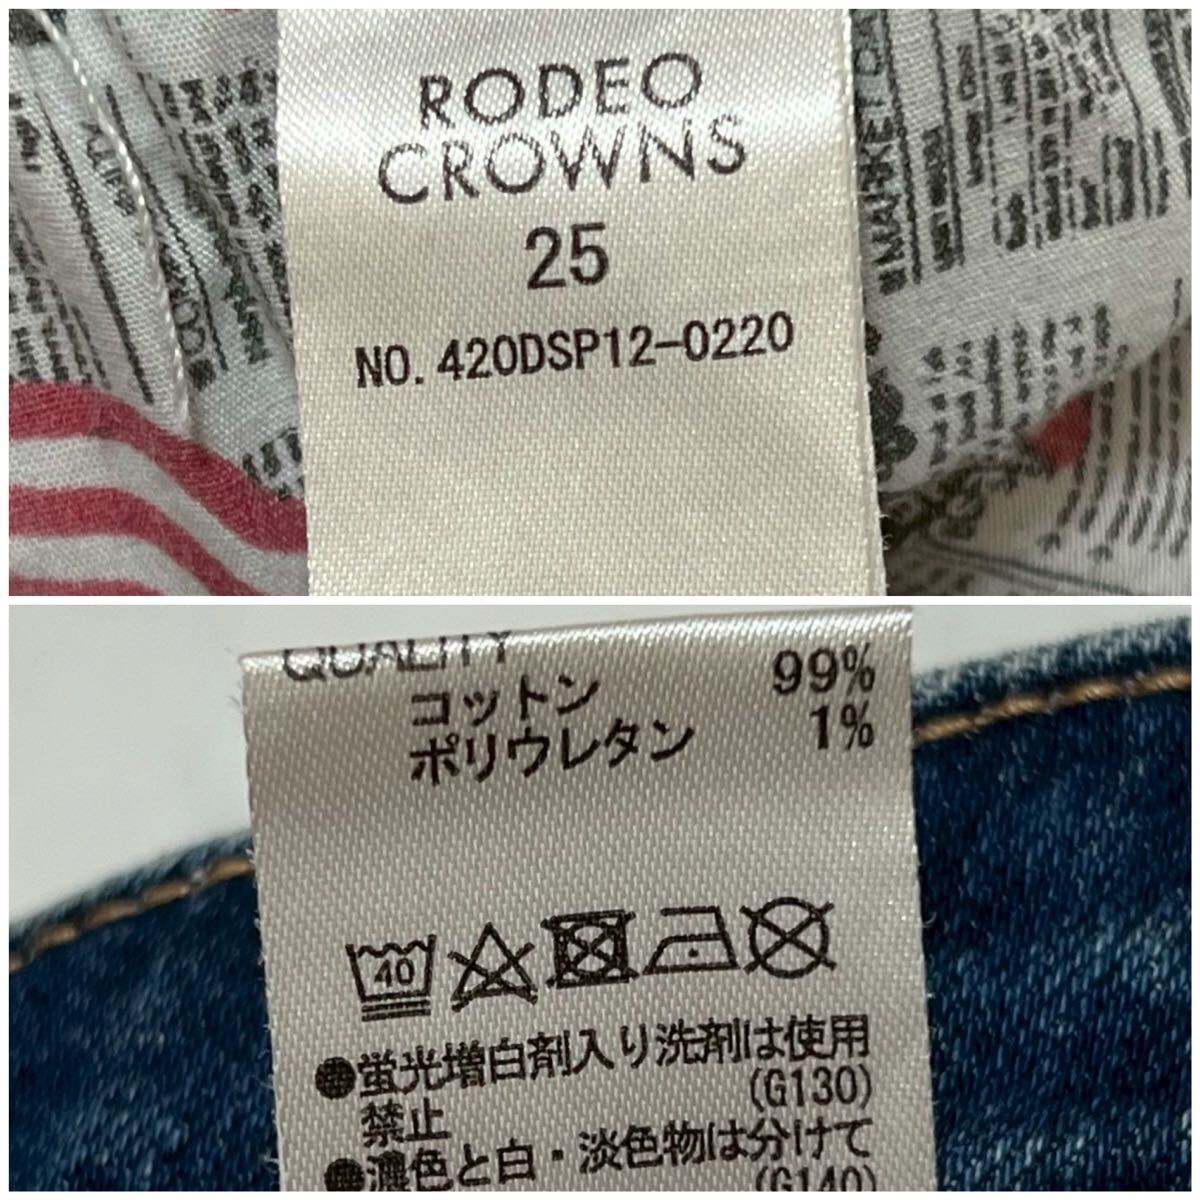 RODEO
CROWNS
25
NO. 420DSP12-0220
MARKET
QUALITY
コットン 99%
ポリウレタン 1%
40
●蛍光増白剤入り洗剤は使用
禁止 (G130)
●濃色と白・淡色物は分けて
(G140)